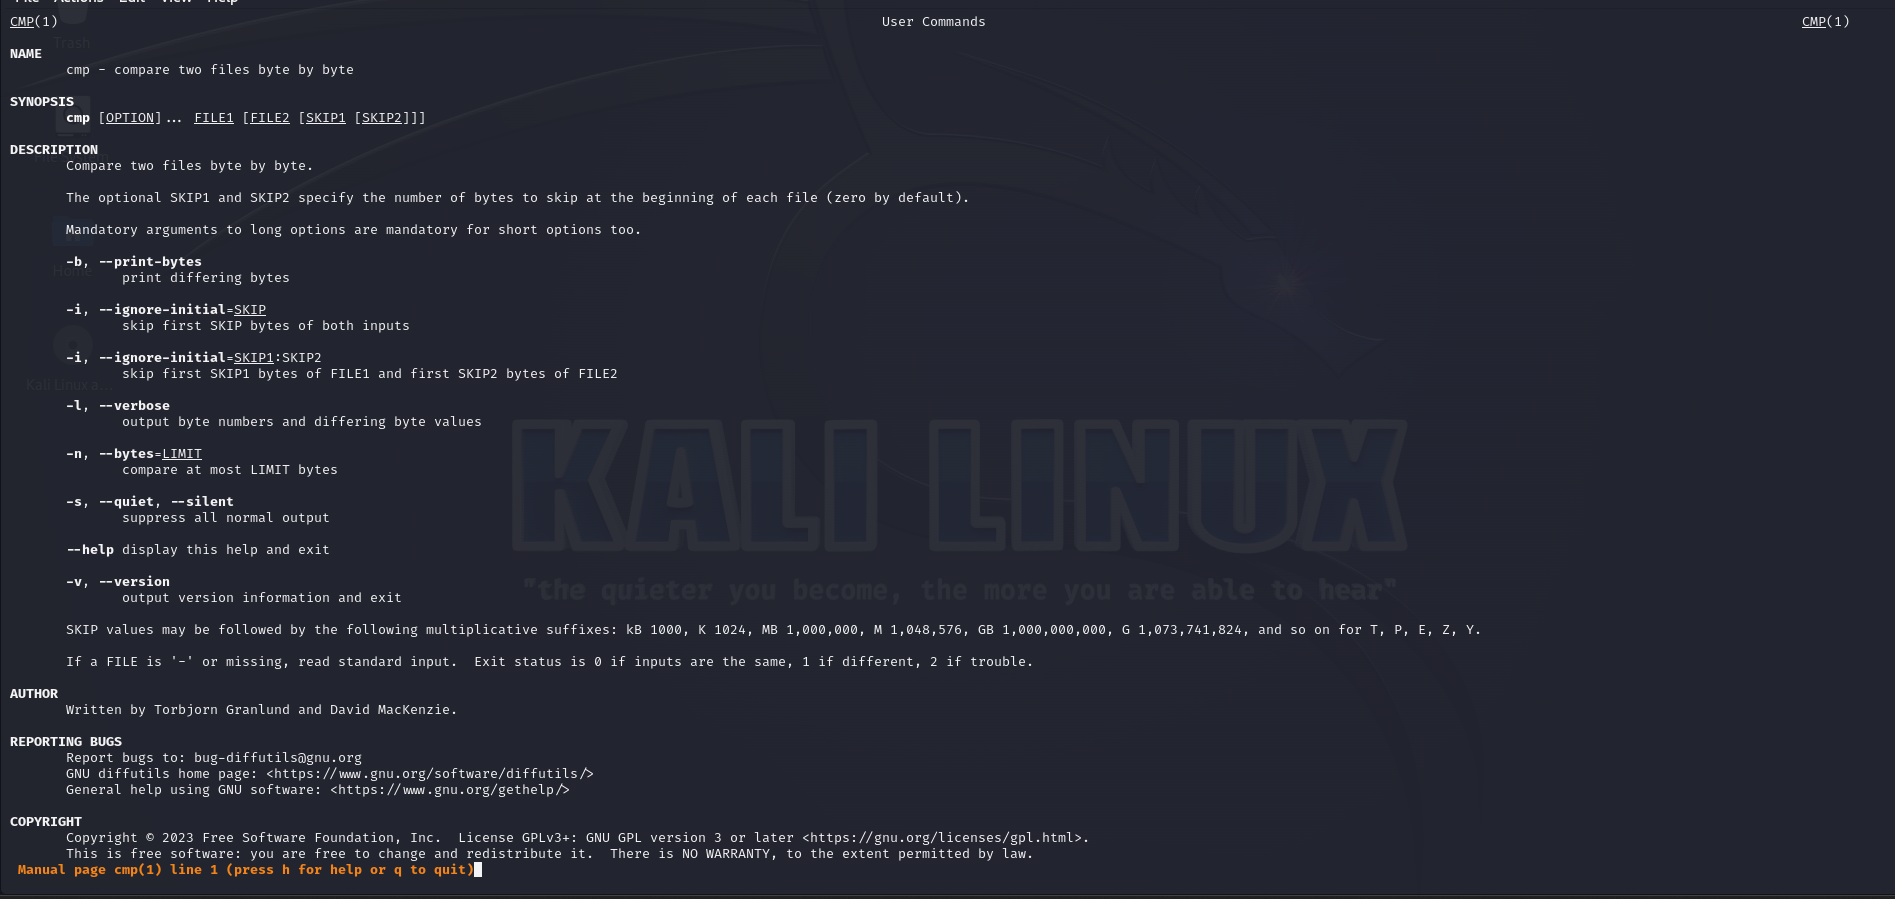 File Actions Edit View Help
CMP(1) User Commands CMP(1)
NAME
cmp - compare two files byte by byte
SYNOPSIS
cmp [OPTION]... FILE1 [FILE2 [SKIP1 [SKIP2]]]
DESCRIPTION
Compare two files byte by byte.
The optional SKIP1 and SKIP2 specify the number of bytes to skip at the beginning of each file (zero by default).
Mandatory arguments to long options are mandatory for short options too.
-b, --print-bytes
print differing bytes
-i, --ignore-initial=SKIP
skip first SKIP bytes of both inputs
-i, --ignore-initial=SKIP1:SKIP2
skip first SKIP1 bytes of FILE1 and first SKIP2 bytes of FILE2
-l, --verbose
output byte numbers and differing byte values
-n, --bytes=LIMIT
compare at most LIMIT bytes
-s, --quiet, --silent
suppress all normal output
--help display this help and exit
-v, --version
output version information and exit
SKIP values may be followed by the following multiplicative suffixes: kB 1000, K 1024, MB 1,000,000, M 1,048,576, GB 1,000,000,000, G 1,073,741,824, and so on for T, P, E, Z, Y.
If a FILE is '-' or missing, read standard input.  Exit status is 0 if inputs are the same, 1 if different, 2 if trouble.
AUTHOR
Written by Torbjorn Granlund and David MacKenzie.
REPORTING BUGS
Report bugs to: bug-diffutils@gnu.org
GNU diffutils home page: <https://www.gnu.org/software/diffutils/>
General help using GNU software: <https://www.gnu.org/gethelp/>
COPYRIGHT
Copyright © 2023 Free Software Foundation, Inc.  License GPLv3+: GNU GPL version 3 or later <https://gnu.org/licenses/gpl.html>.
This is free software: you are free to change and redistribute it.  There is NO WARRANTY, to the extent permitted by law.
Manual page cmp(1) line 1 (press h for help or q to quit)
Trash
Home
Kali Linux a...
KALI LINUX
"the quieter you become, the more you are able to hear"